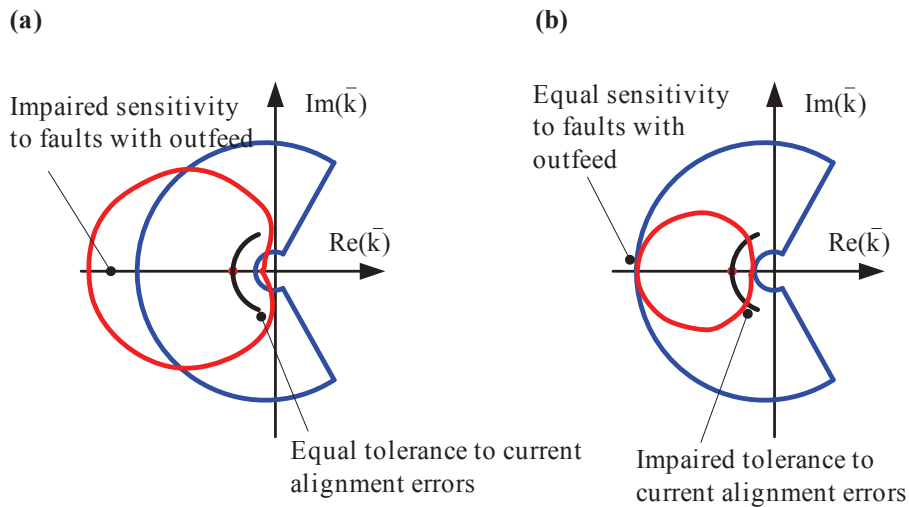 (a)
Impaired sensitivity
to faults with outfeed
Im(k̄)
Re(k̄)
Equal tolerance to current
alignment errors
(b)
Equal sensitivity
to faults with
outfeed
Im(k̄)
Re(k̄)
Impaired tolerance to
current alignment errors